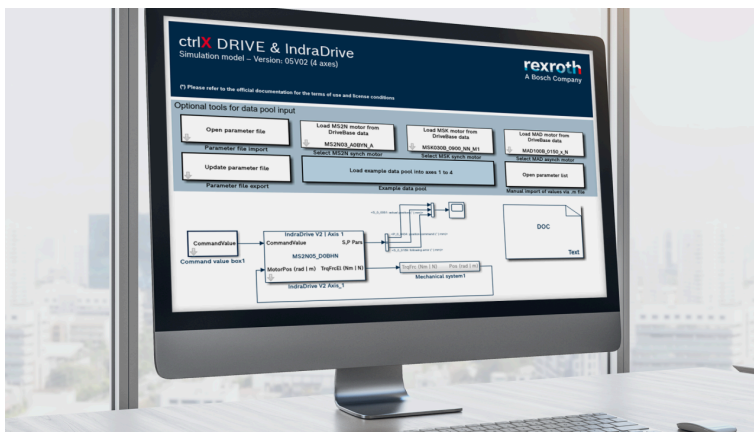 ctrlX DRIVE & IndraDrive
Simulation model – Version: 05V02 (4 axes)
rexroth
A Bosch Company
(*) Please refer to the official documentation for the terms of use and license conditions
Optional tools for data pool input
Open parameter file
Parameter file import
Load MS2N motor from
DriveBase data
MS2N03_A0BYN_A
Select MS2N synch motor
Load MSK motor from
DriveBase data
MSK030B_0900_NN_M1
Select MSK synch motor
Load MAD motor from
DriveBase data
MAD100B_0150_x_N
Select MAD asynch motor
Update parameter file
Parameter file export
Load example data pool into axes 1 to 4
Example data pool
Open parameter list
Manual import of values via .m file
CommandValue
Command value box1
IndraDrive V2 | Axis 1
CommandValue
S,P Para
MS2N05_D0BHN
MotorPos (rad | m)
TrqFrcEl (Nm | N)
IndraDrive V2 Axis_1
TrqFrc (Nm | N)
Pos (rad | m)
Mechanical system1
DOC
Text